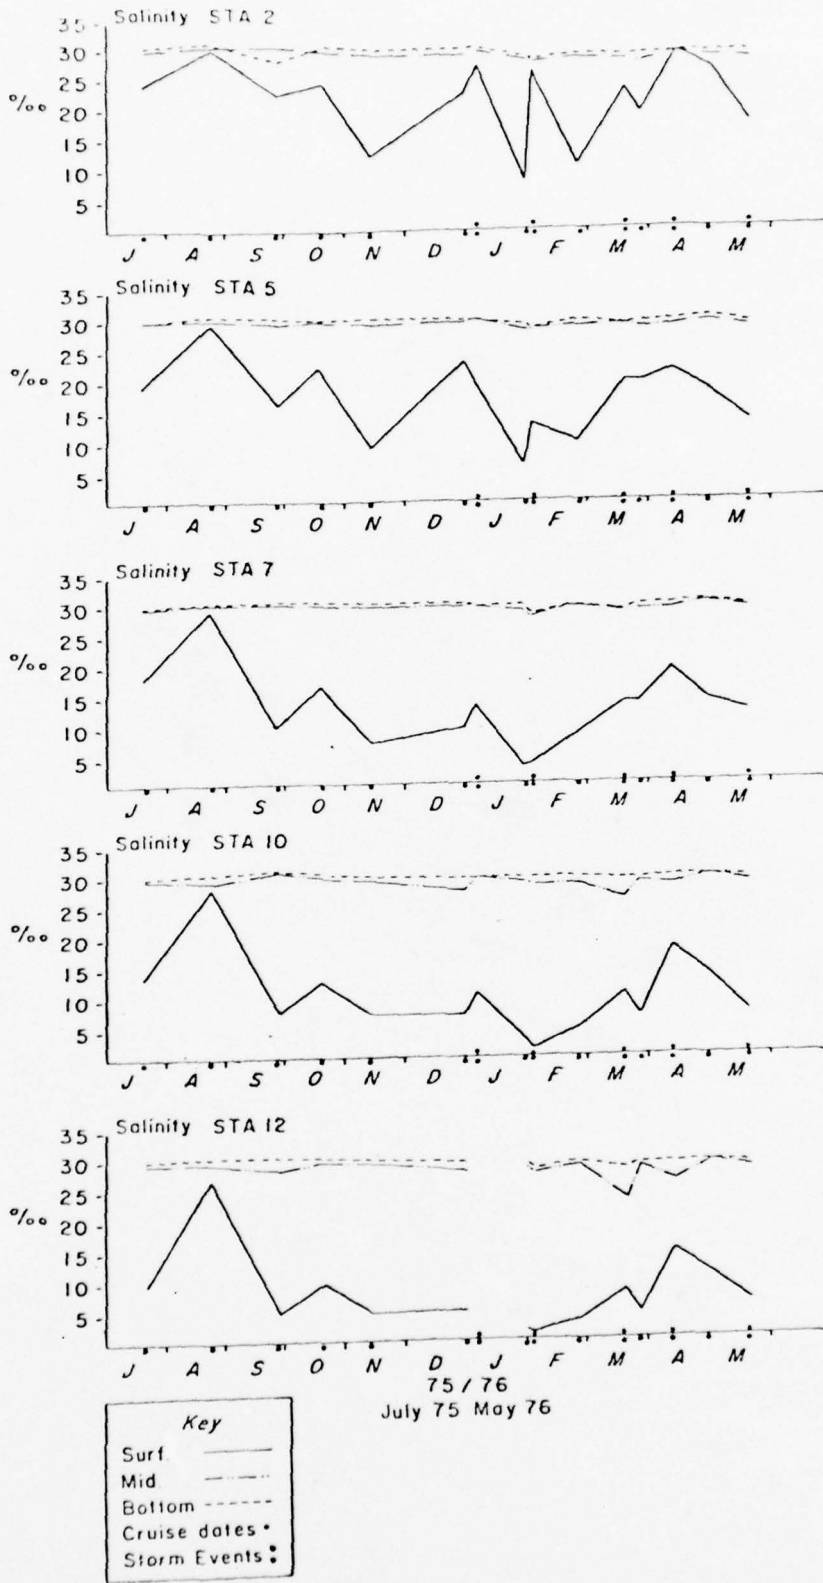 Salinity STA 2
35
30
25
‰ 20
15
10
5
J A S O N D J F M A M
Salinity STA 5
35
30
25
‰ 20
15
10
5
J A S O N D J F M A M
Salinity STA 7
35
30
25
‰ 20
15
10
5
J A S O N D J F M A M
Salinity STA 10
35
30
25
‰ 20
15
10
5
J A S O N D J F M A M
Salinity STA 12
35
30
25
‰ 20
15
10
5
J A S O N D J F M A M
75 / 76
July 75 May 76
Key
Surf.
Mid
Bottom
Cruise dates
Storm Events